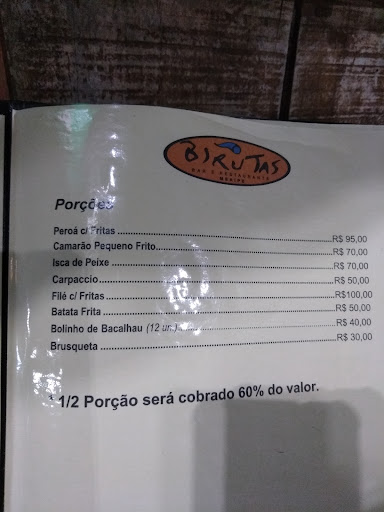 BIRUTAS
BAR E RESTAURANTE
Porções
Peroá c/ Fritas R$ 95,00
Camarão Pequeno Frito R$ 70,00
Isca de Peixe R$ 70,00
Carpaccio R$ 50,00
Filé c/ Fritas R$100,00
Batata Frita R$ 50,00
Bolinho de Bacalhau (12 un.) R$ 40,00
Brusqueta R$ 30,00
* 1/2 Porção será cobrado 60% do valor.